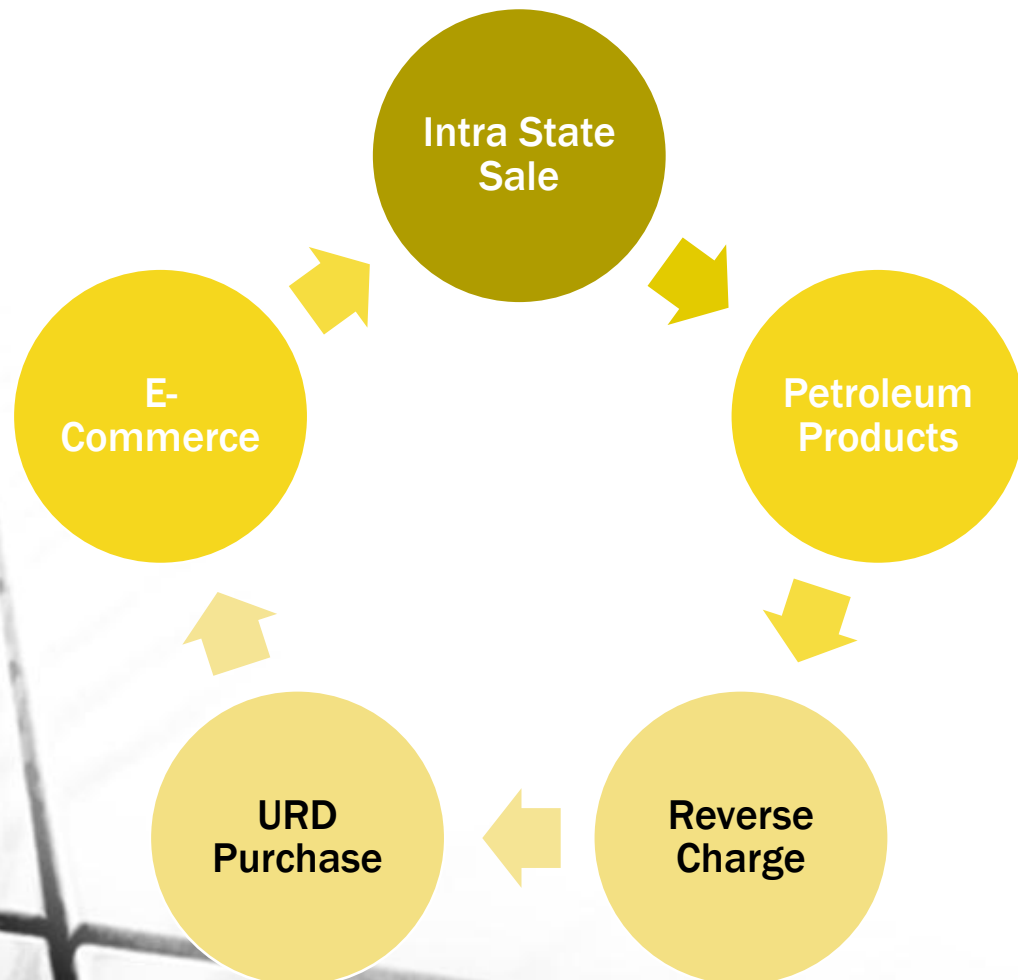 Intra State
Sale
Petroleum
Products
Reverse
Charge
URD
Purchase
E-
Commerce